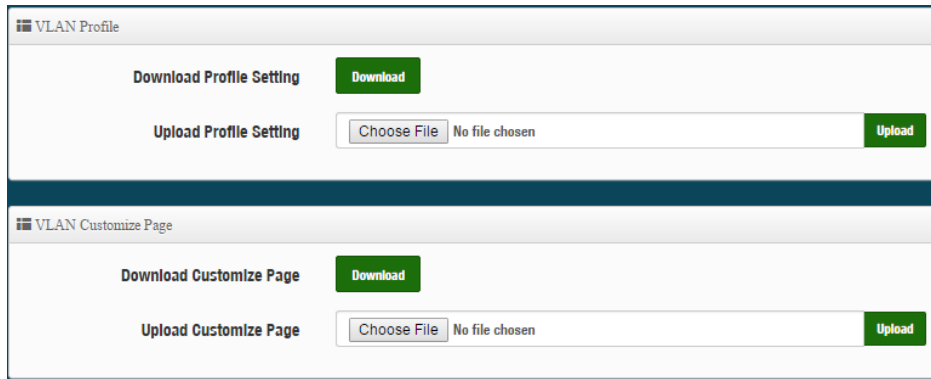 VLAN Profile
Download Profile Setting Download
Upload Profile Setting Choose File No file chosen Upload
VLAN Customize Page
Download Customize Page Download
Upload Customize Page Choose File No file chosen Upload